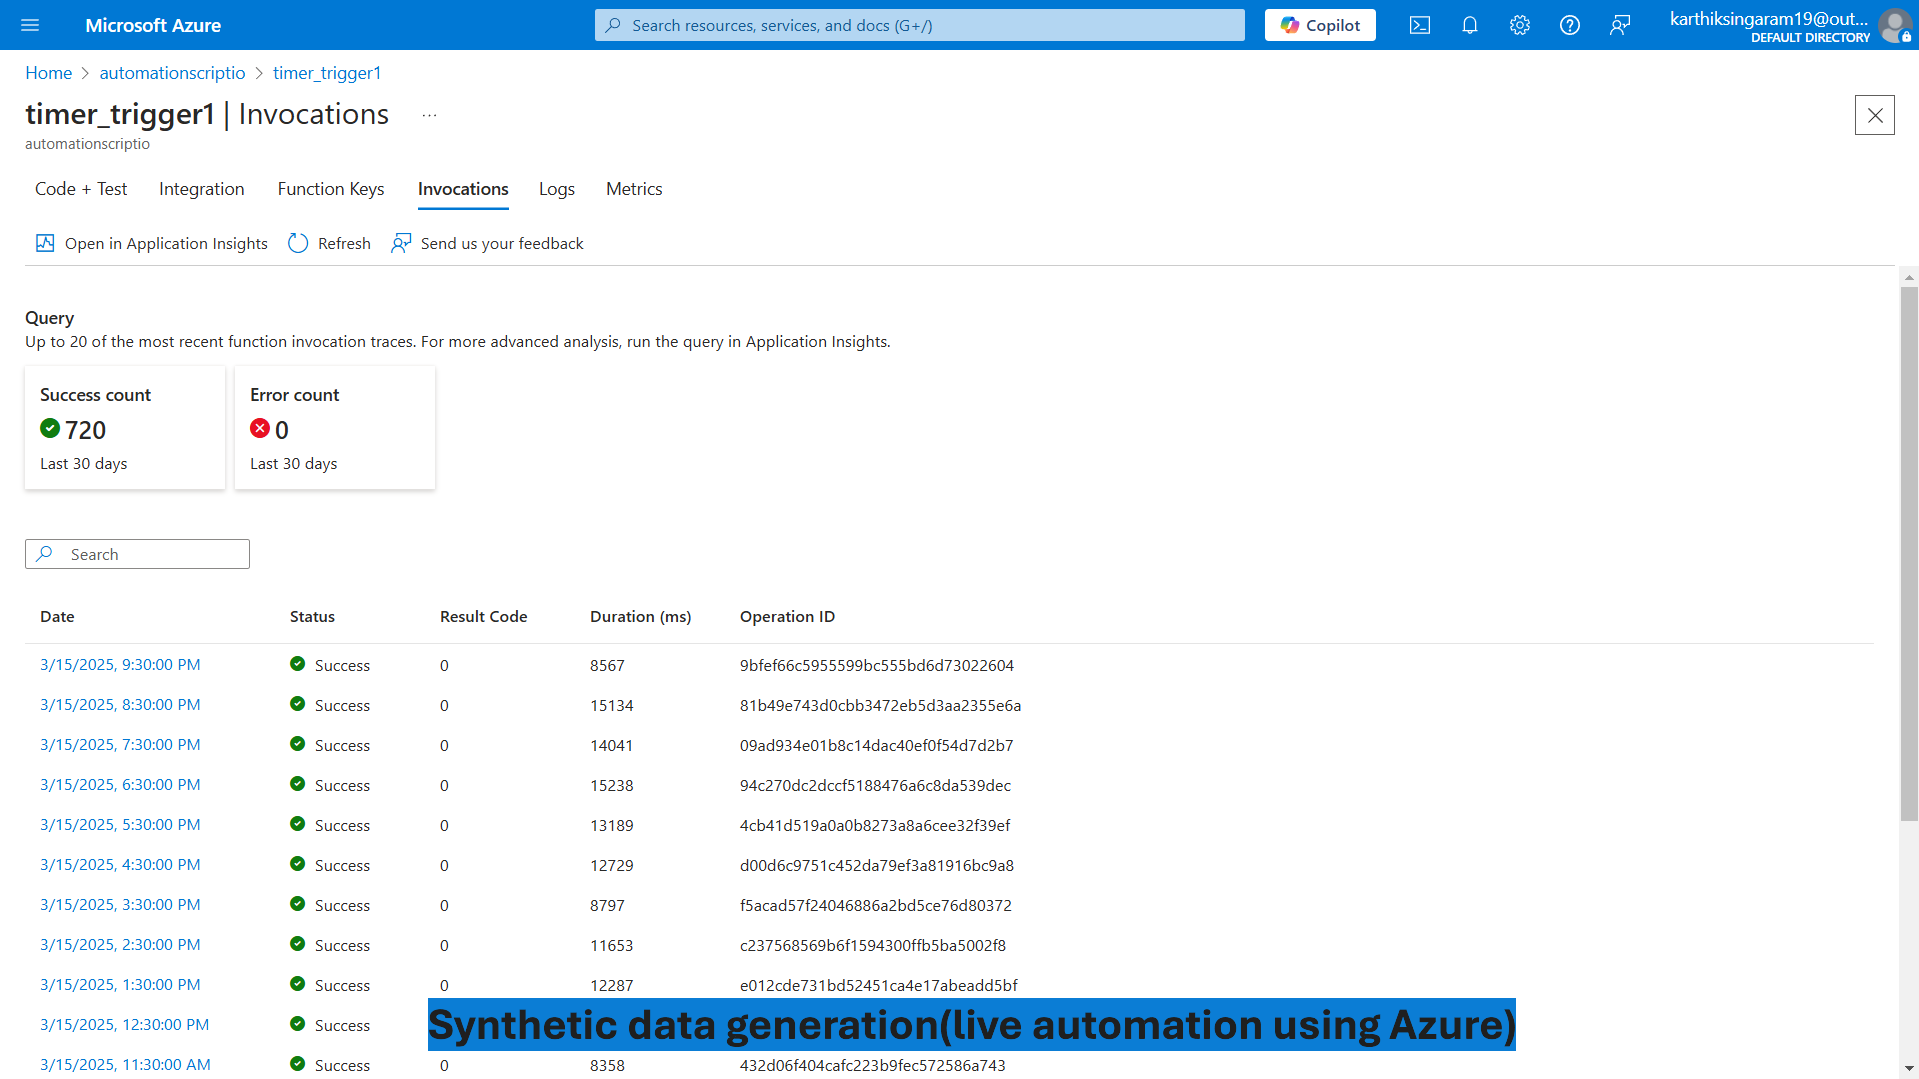 Microsoft Azure
Search resources, services, and docs (G+/)
Copilot
karthiksingaram19@out...
DEFAULT DIRECTORY
Home > automationscriptio > timer_trigger1
timer_trigger1 | Invocations ...
automationscriptio
Code + Test Integration Function Keys Invocations Logs Metrics
Open in Application Insights Refresh Send us your feedback
Query
Up to 20 of the most recent function invocation traces. For more advanced analysis, run the query in Application Insights.
Success count Error count
720 0
Last 30 days Last 30 days
Search
Date Status Result Code Duration (ms) Operation ID
3/15/2025, 9:30:00 PM Success 0 8567 9bfef66c5955599bc555bd6d73022604
3/15/2025, 8:30:00 PM Success 0 15134 81b49e743d0cbb3472eb5d3aa2355e6a
3/15/2025, 7:30:00 PM Success 0 14041 09ad934e01b8c14dac40ef0f54d7d2b7
3/15/2025, 6:30:00 PM Success 0 15238 94c270dc2dccf5188476a6c8da539dec
3/15/2025, 5:30:00 PM Success 0 13189 4cb41d519a0a0b8273a8a6cee32f39ef
3/15/2025, 4:30:00 PM Success 0 12729 d00d6c9751c452da79ef3a81916bc9a8
3/15/2025, 3:30:00 PM Success 0 8797 f5acad57f24046886a2bd5ce76d80372
3/15/2025, 2:30:00 PM Success 0 11653 c237568569b6f1594300ffb5ba5002f8
3/15/2025, 1:30:00 PM Success 0 12287 e012cde731bd52451ca4e17abeadd5bf
3/15/2025, 12:30:00 PM Success
Synthetic data generation(live automation using Azure)
3/15/2025, 11:30:00 AM Success 0 8358 432d06f404cafc223b9fec572586a743